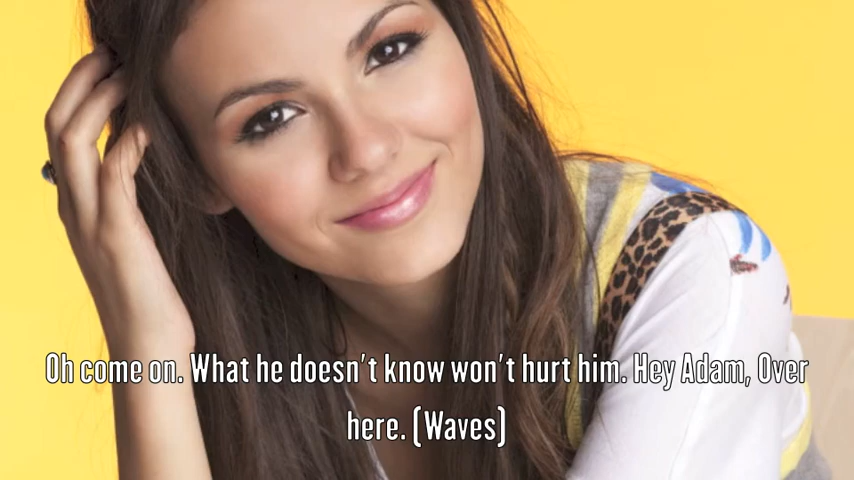 Oh come on. What he doesn't know won't hurt him. Hey Adam, Over
here. (Waves)